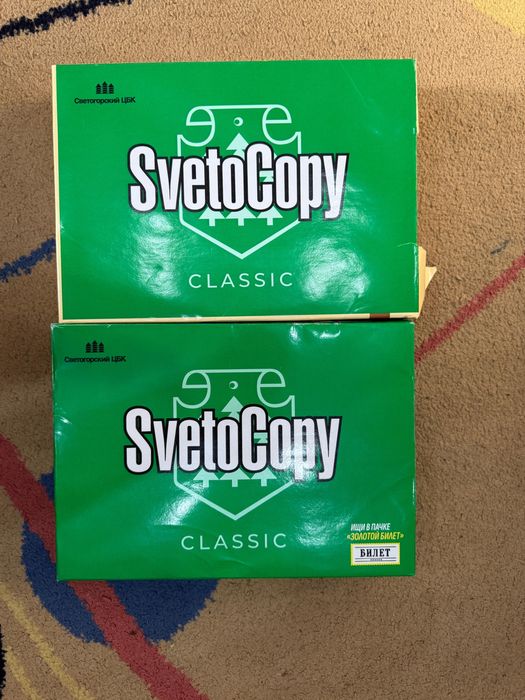 Светогорский ЦБК
SvetoCopy
CLASSIC
Светогорский ЦБК
SvetoCopy
CLASSIC
ИЩИ В ПАЧКЕ
«ЗОЛОТОЙ БИЛЕТ»
БИЛЕТ